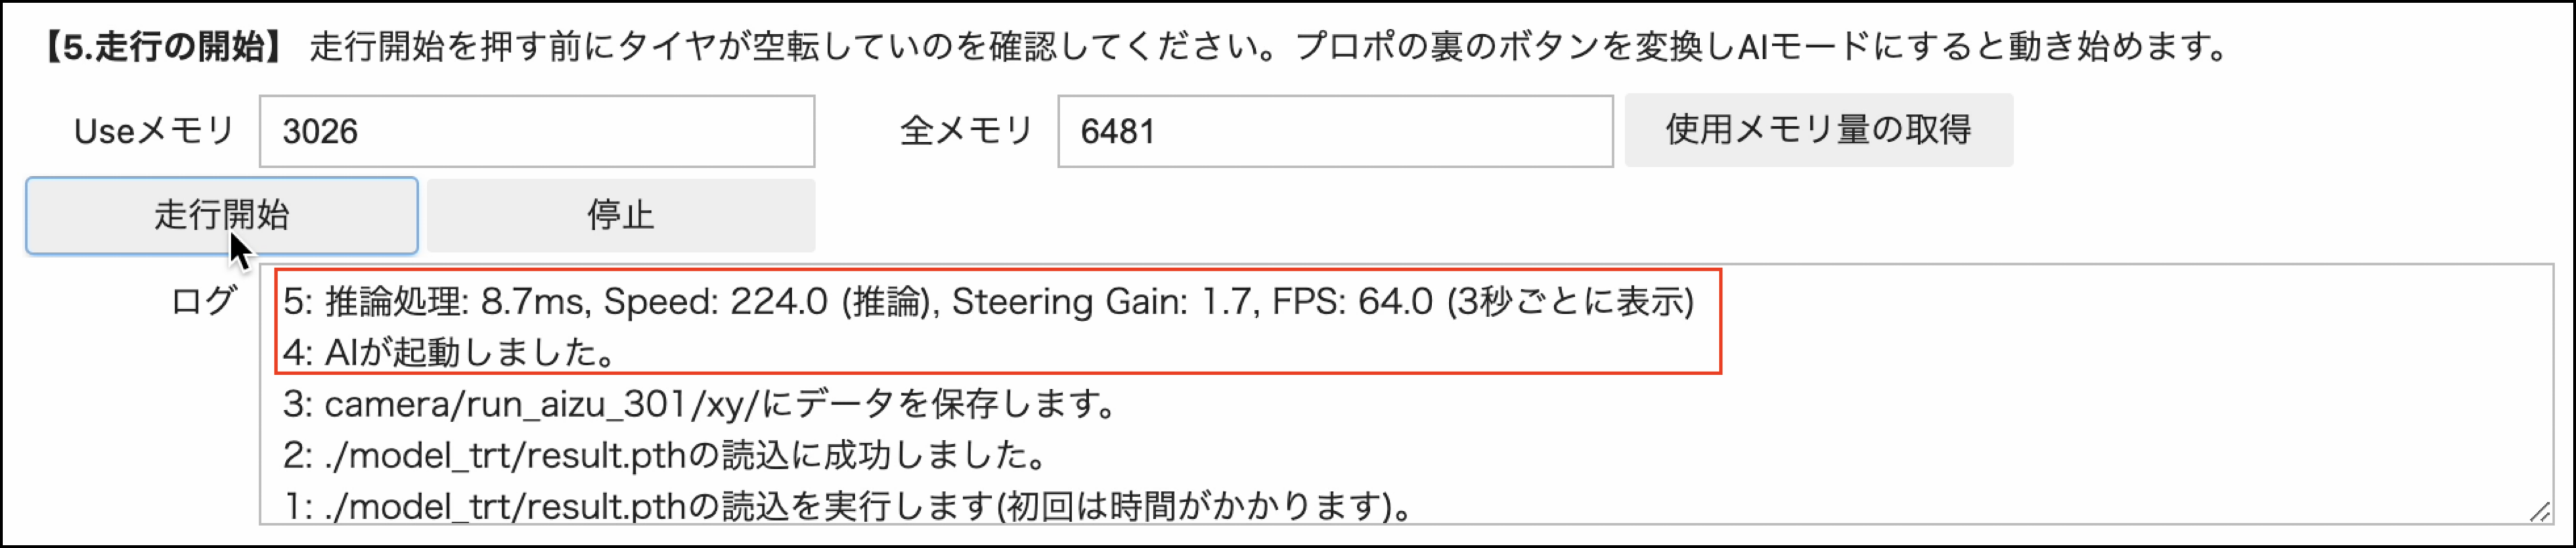 【5.走行の開始】 走行開始を押す前にタイヤが空転していのを確認してください。プロポの裏のボタンを変換しAIモードにすると動き始めます。
Useメモリ 3026 全メモリ 6481 使用メモリ量の取得
走行開始 停止
ログ
5: 推論処理: 8.7ms, Speed: 224.0 (推論), Steering Gain: 1.7, FPS: 64.0 (3秒ごとに表示)
4: AIが起動しました。
3: camera/run_aizu_301/xy/にデータを保存します。
2: ./model_trt/result.pthの読込に成功しました。
1: ./model_trt/result.pthの読込を実行します(初回は時間がかかります)。